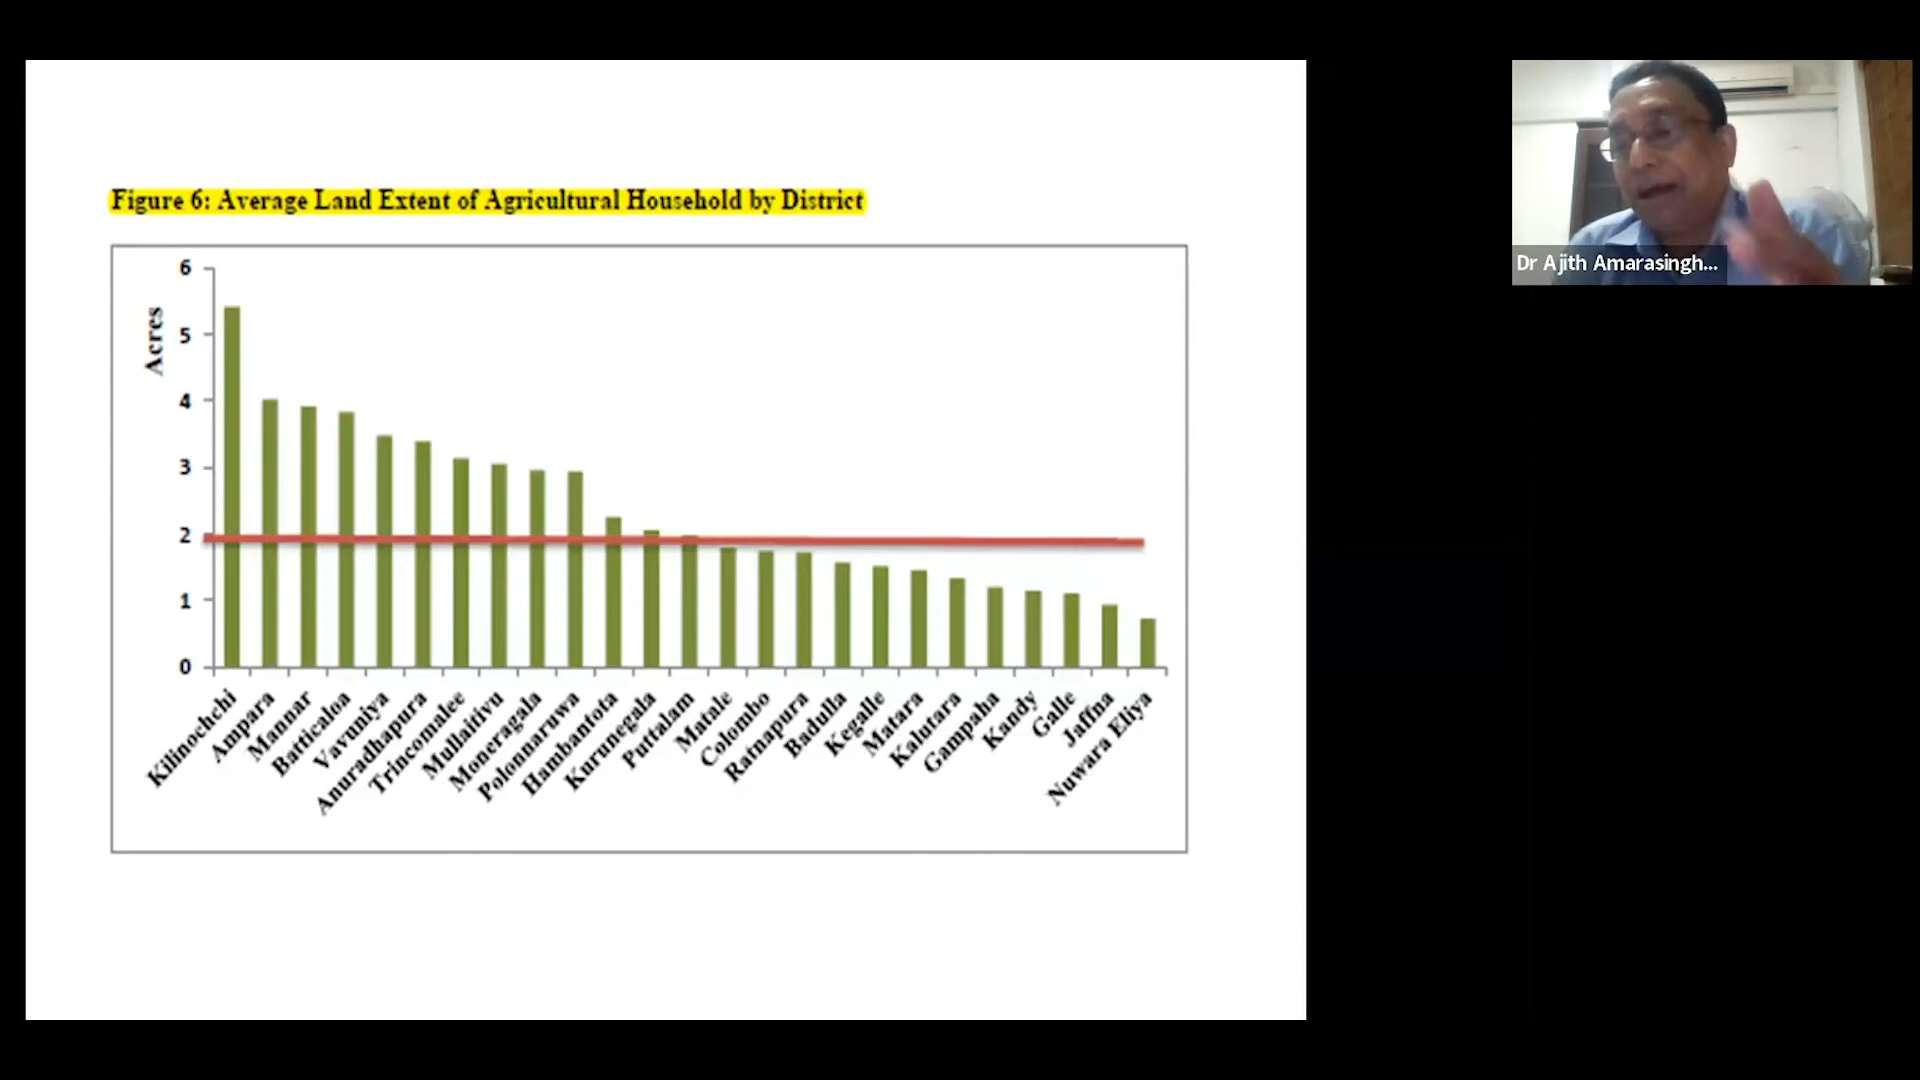 Figure 6: Average Land Extent of Agricultural Household by District
Acres
6
5
4
3
2
1
0
Kilinochchi
Ampara
Mannar
Batticaloa
Vavuniya
Anuradhapura
Trincomalee
Mullaitivu
Moneragala
Polonnaruwa
Hambantota
Kurunegala
Puttalam
Matale
Colombo
Ratnapura
Badulla
Kegalle
Matara
Kalutara
Gampaha
Kandy
Galle
Jaffna
Nuwara Eliya
Dr Ajith Amarasingh...